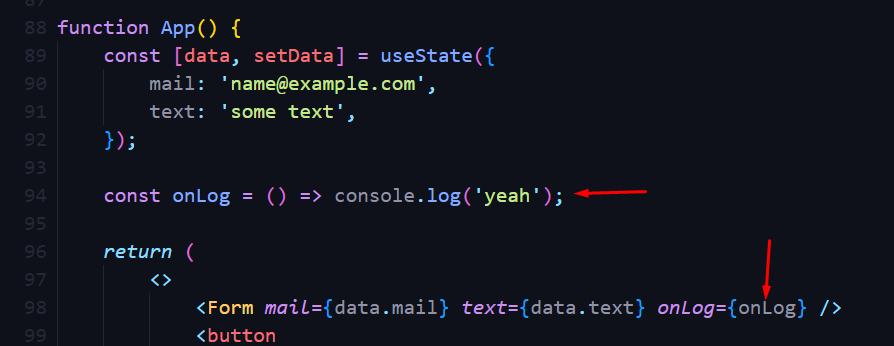 88 function App() {
89 const [data, setData] = useState({
90 mail: 'name@example.com',
91 text: 'some text',
92 });
93
94 const onLog = () => console.log('yeah');
95
96 return (
97 <>
98 <Form mail={data.mail} text={data.text} onLog={onLog} />
99 <button